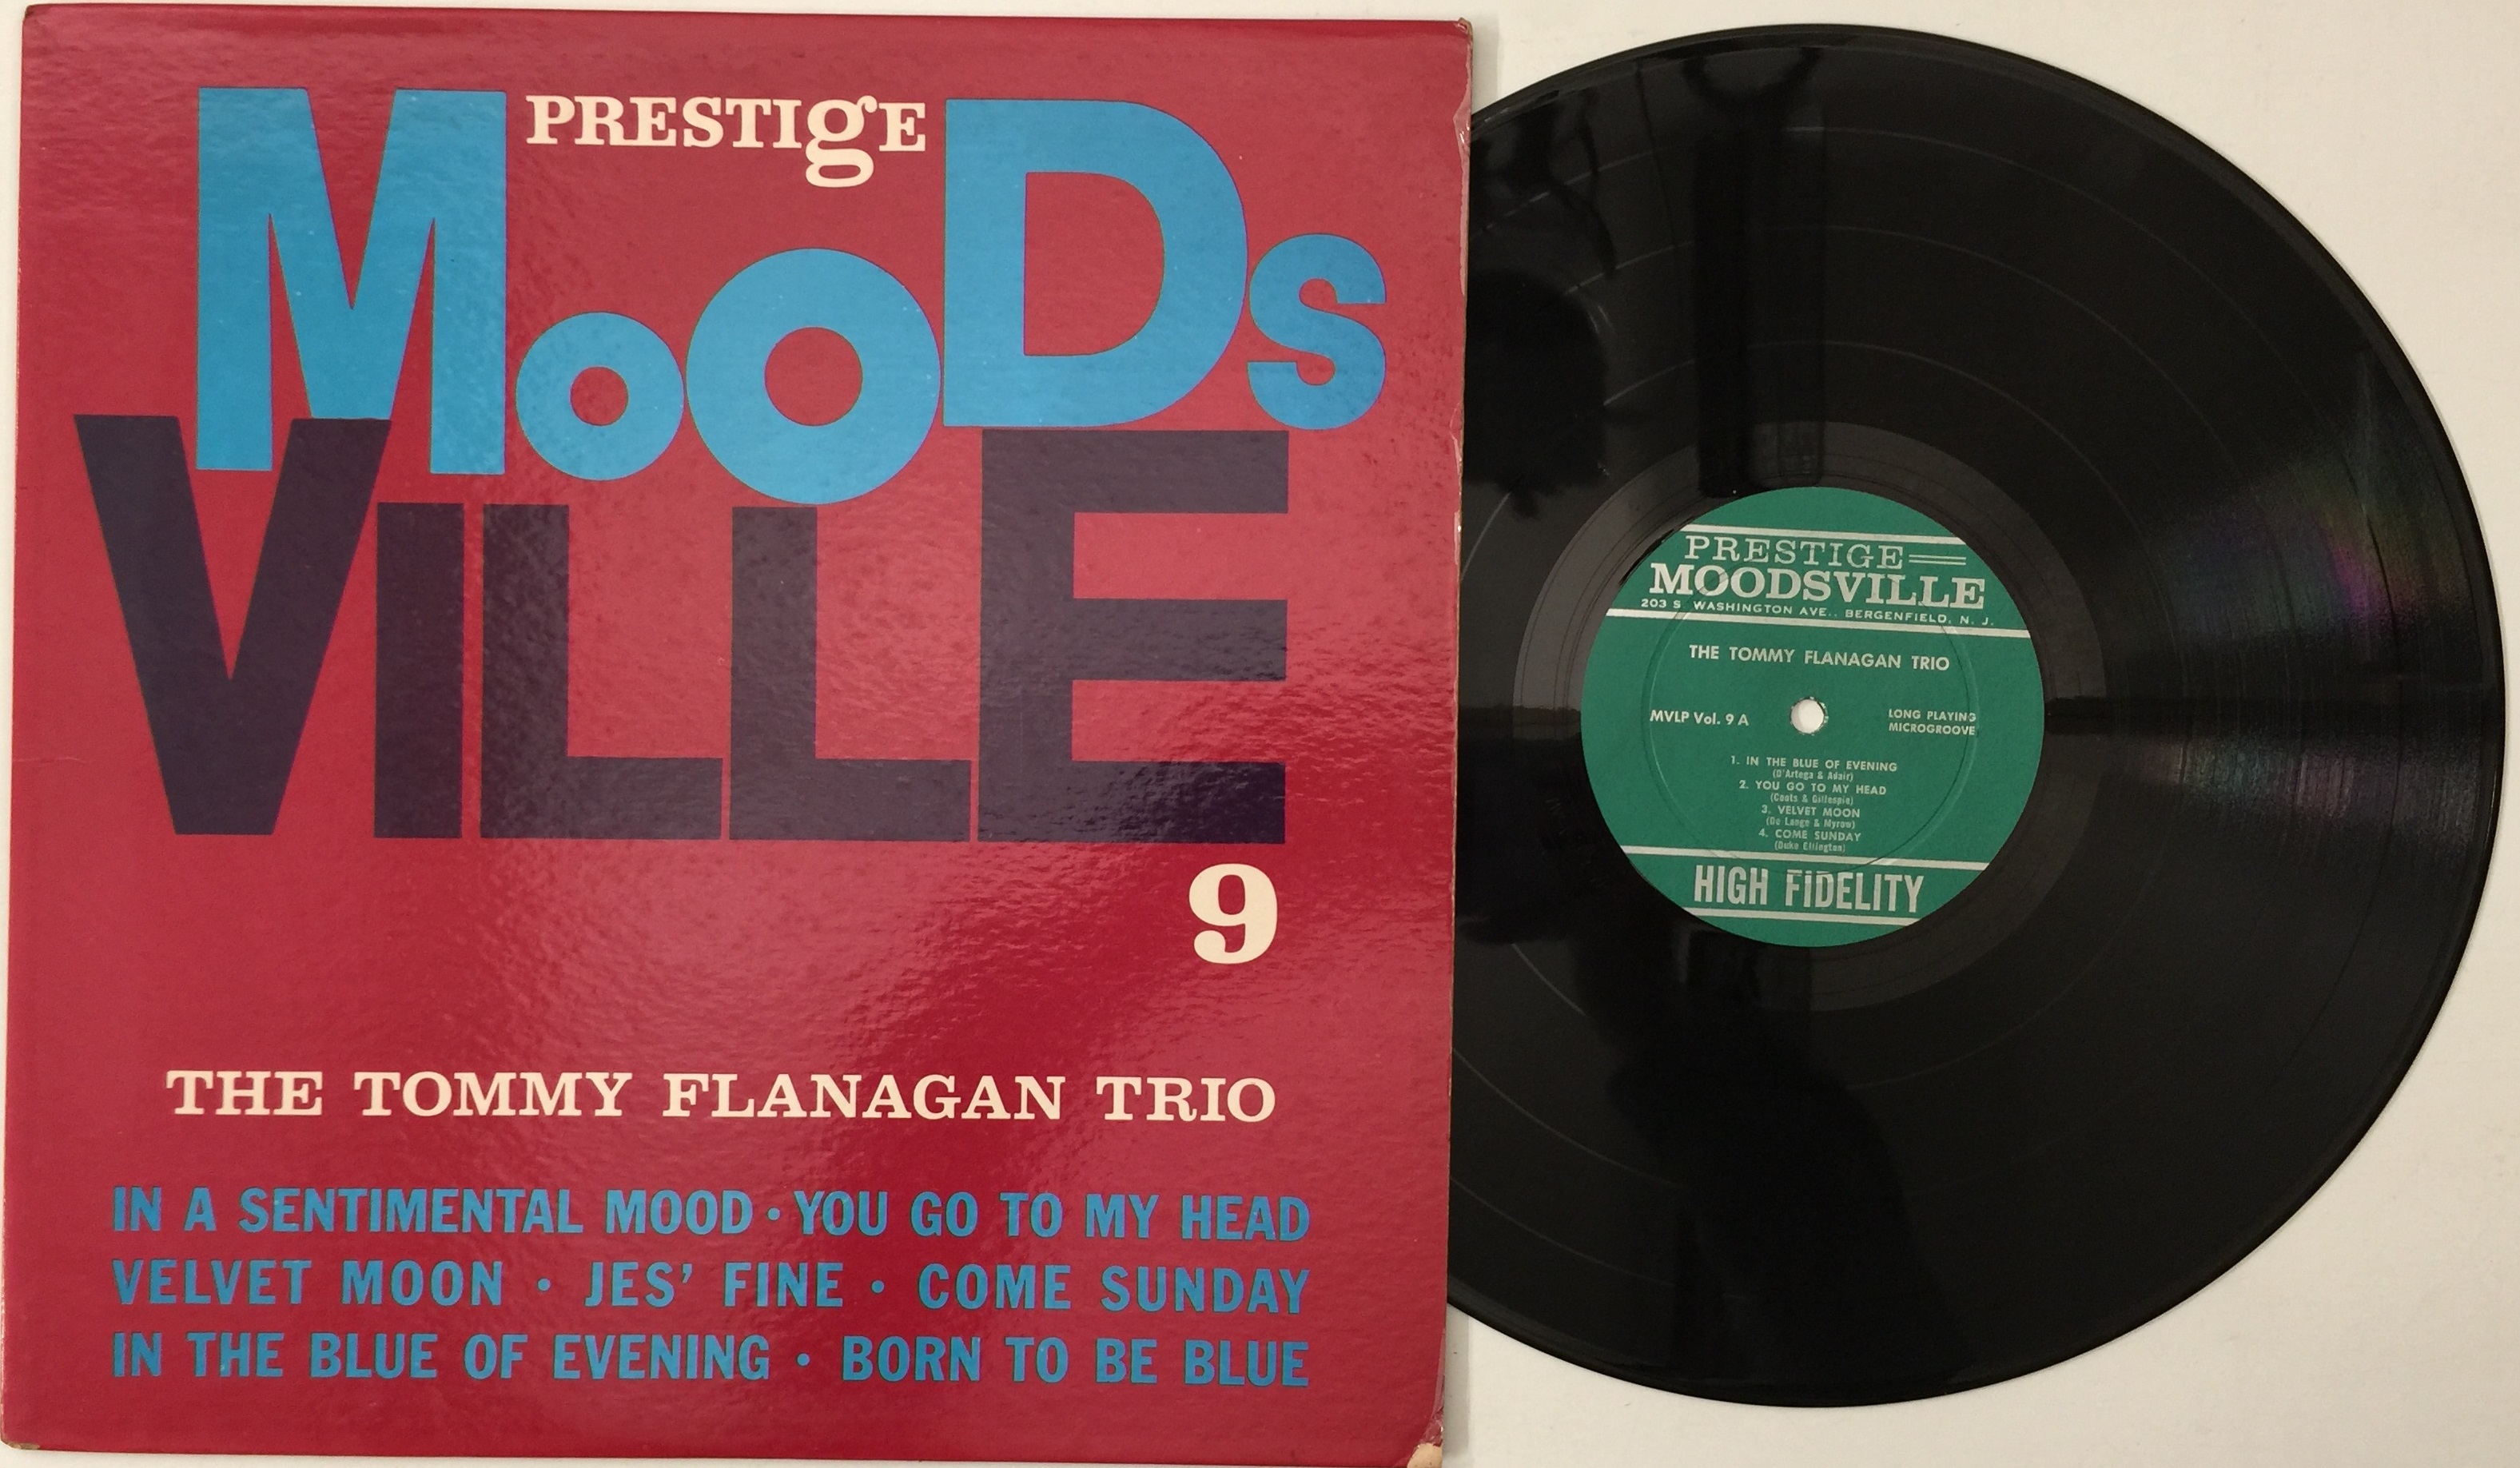 PRESTIgE
MooDs
VILLE
9
THE TOMMY FLANAGAN TRIO
IN A SENTIMENTAL MOOD · YOU GO TO MY HEAD
VELVET MOON · JES' FINE · COME SUNDAY
IN THE BLUE OF EVENING · BORN TO BE BLUE
PRESTIGE
MOODSVILLE
203 S. WASHINGTON AVE., BERGENFIELD, N. J.
THE TOMMY FLANAGAN TRIO
MVLP Vol. 9 A
LONG PLAYING
MICROGROOVE
1. IN THE BLUE OF EVENING
(D'Artega & Adair)
2. YOU GO TO MY HEAD
(Coots & Gillespie)
3. VELVET MOON
(De Lange & Myrow)
4. COME SUNDAY
(Duke Ellington)
HIGH FIDELITY